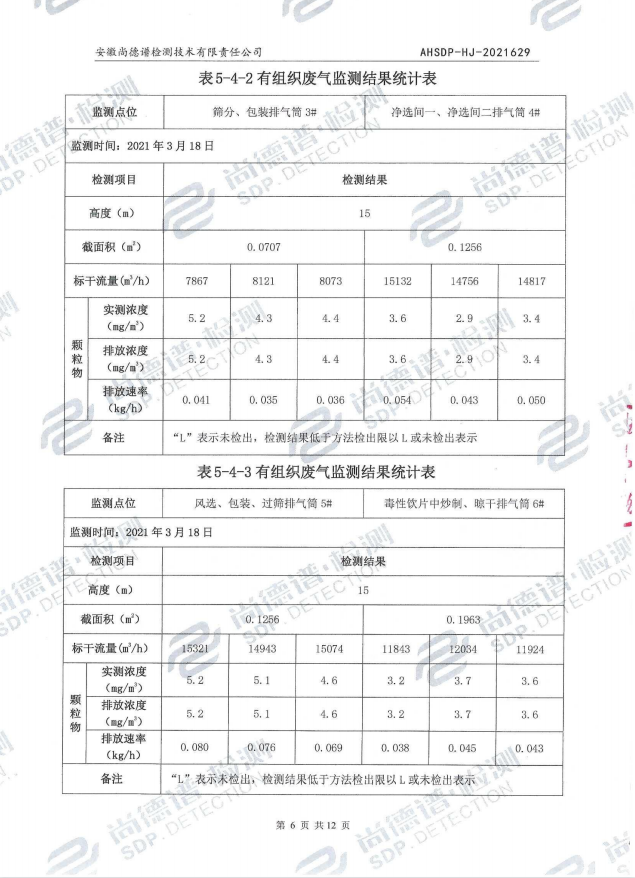 安徽尚德谱检测技术有限责任公司 AHSDP-HJ-2021629
表5-4-2 有组织废气监测结果统计表
监测点位 筛分、包装排气筒 3# 净选间一、净选间二排气筒 4#
监测时间：2021 年 3 月 18 日
检测项目 检测结果
高度（m） 15
截面积（㎡） 0.0707 0.1256
标干流量(m³/h) 7867 8121 8073 15132 14756 14817
颗粒物
实测浓度（mg/m³） 5.2 4.3 4.4 3.6 2.9 3.4
排放浓度（mg/m³） 5.2 4.3 4.4 3.6 2.9 3.4
排放速率（kg/h） 0.041 0.035 0.036 0.054 0.043 0.050
备注 “L”表示未检出，检测结果低于方法检出限以 L 或未检出表示
表5-4-3 有组织废气监测结果统计表
监测点位 风选、包装、过筛排气筒 5# 毒性饮片中炒制、晾干排气筒 6#
监测时间：2021 年 3 月 18 日
检测项目 检测结果
高度（m） 15
截面积（㎡） 0.1256 0.1963
标干流量(m³/h) 15321 14943 15074 11843 12034 11924
颗粒物
实测浓度（mg/m³） 5.2 5.1 4.6 3.2 3.7 3.6
排放浓度（mg/m³） 5.2 5.1 4.6 3.2 3.7 3.6
排放速率（kg/h） 0.080 0.076 0.069 0.038 0.045 0.043
备注 “L”表示未检出，检测结果低于方法检出限以 L 或未检出表示
第 6 页 共 12 页
尚德谱·检测
SDP.DETECTION